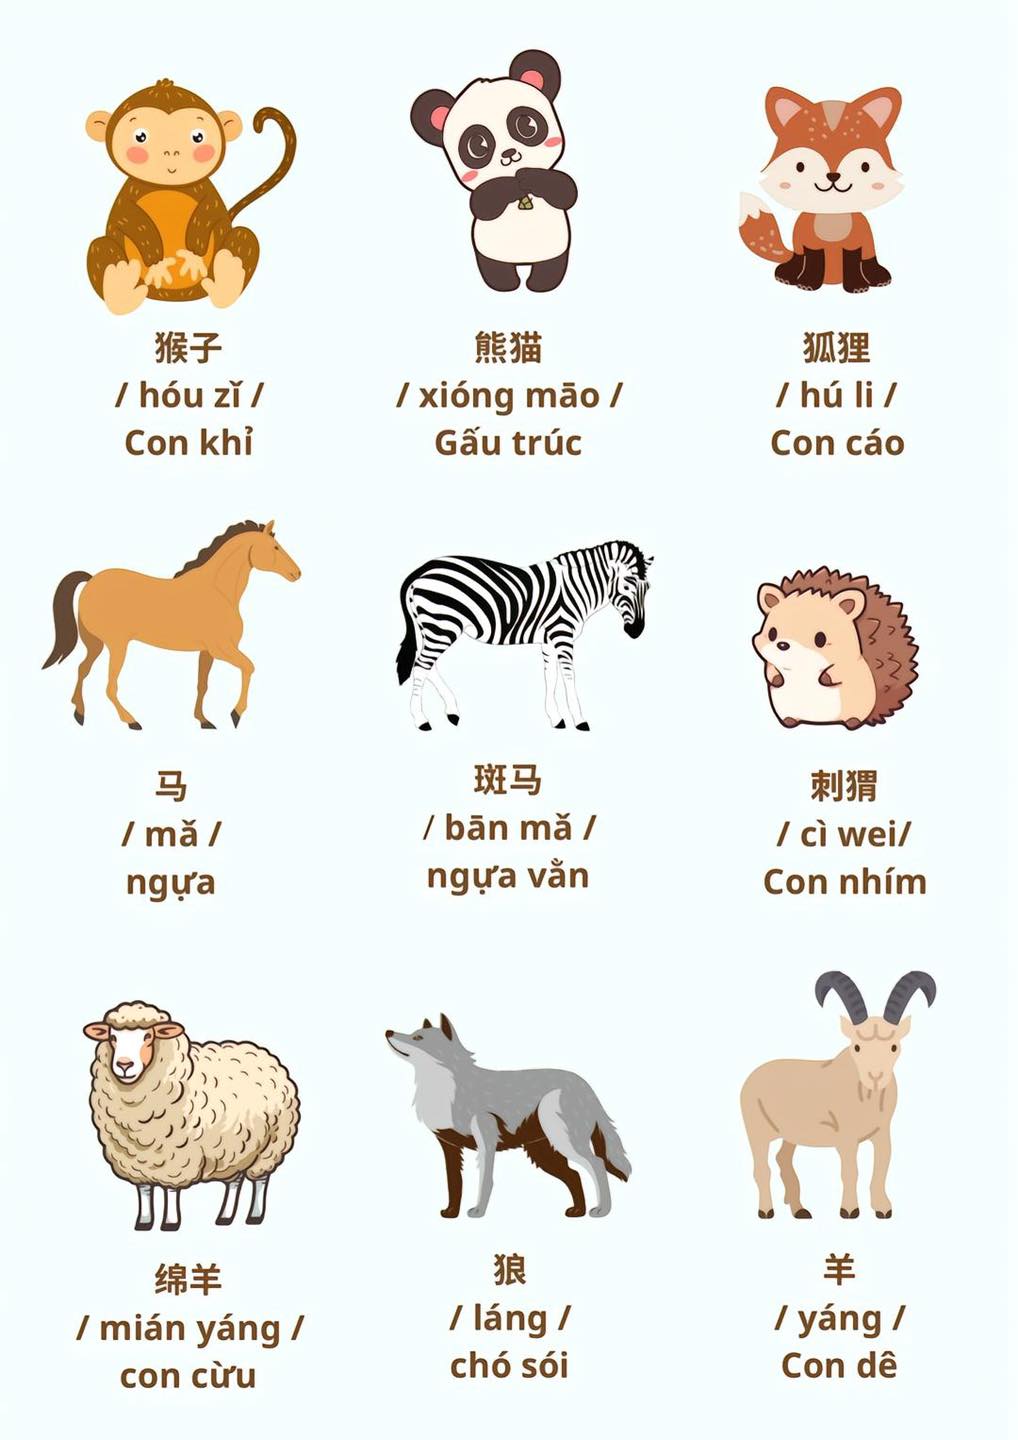 猴子
/ hóu zǐ /
Con khỉ
熊猫
/ xióng māo /
Gấu trúc
狐狸
/ hú li /
Con cáo
马
/ mǎ /
ngựa
斑马
/ bān mǎ /
ngựa vằn
刺猬
/ cì wei/
Con nhím
绵羊
/ mián yáng /
con cừu
狼
/ láng /
chó sói
羊
/ yáng /
Con dê